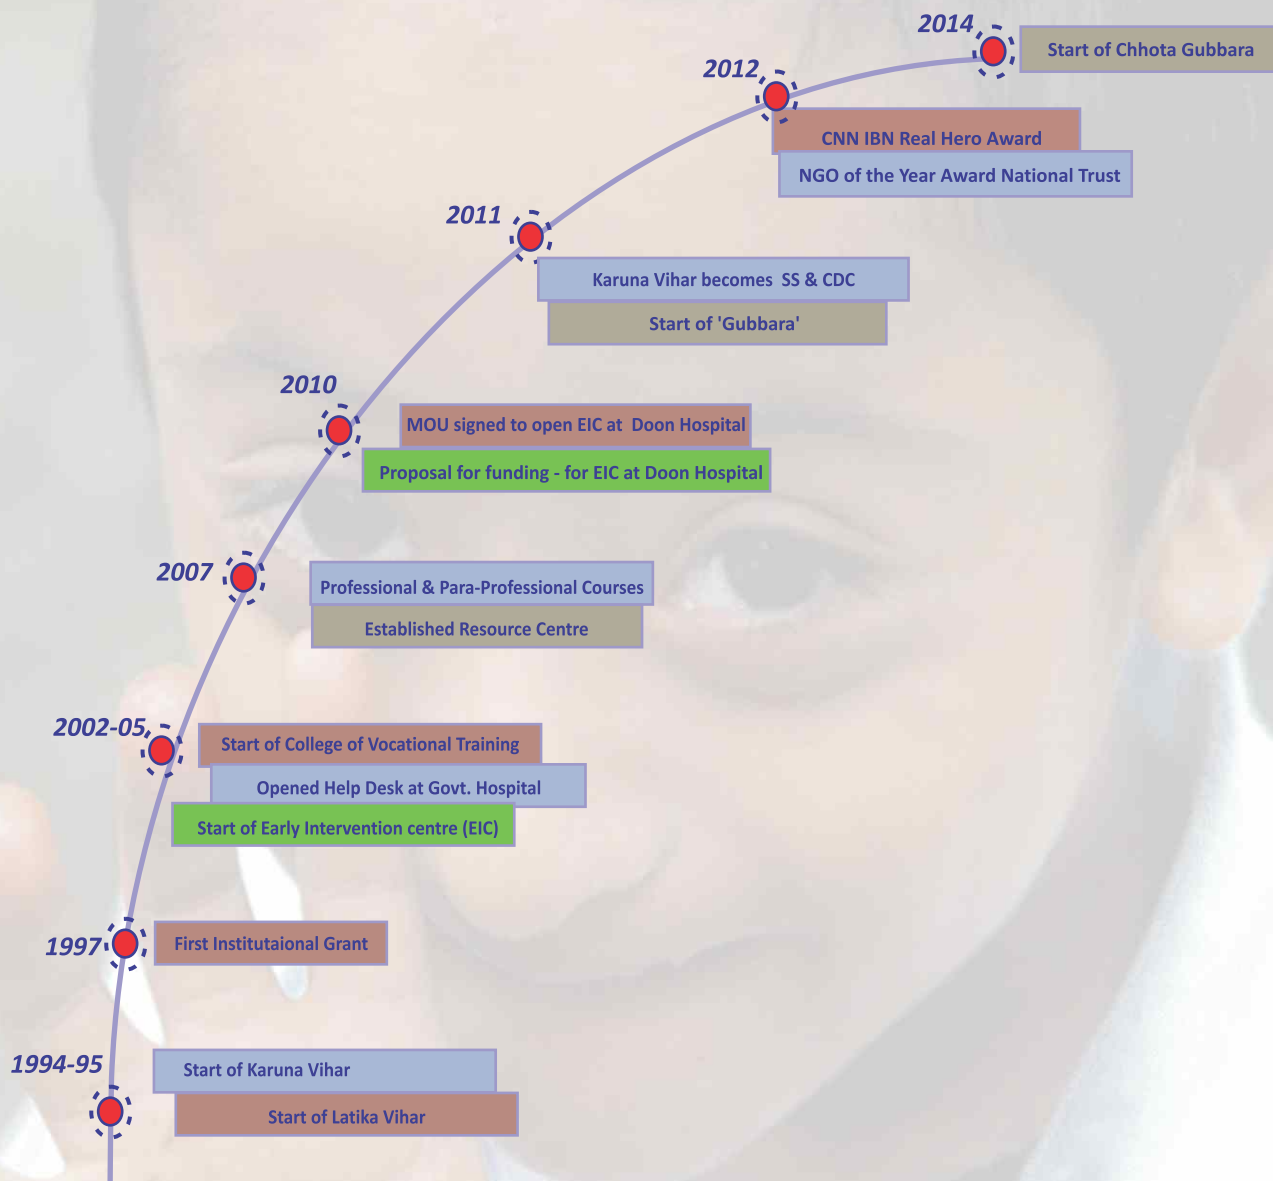 2014
Start of Chhota Gubbara
2012
CNN IBN Real Hero Award
NGO of the Year Award National Trust
2011
Karuna Vihar becomes SS & CDC
Start of 'Gubbara'
2010
MOU signed to open EIC at Doon Hospital
Proposal for funding - for EIC at Doon Hospital
2007
Professional & Para-Professional Courses
Established Resource Centre
2002-05
Start of College of Vocational Training
Opened Help Desk at Govt. Hospital
Start of Early Intervention centre (EIC)
1997
First Institutaional Grant
1994-95
Start of Karuna Vihar
Start of Latika Vihar